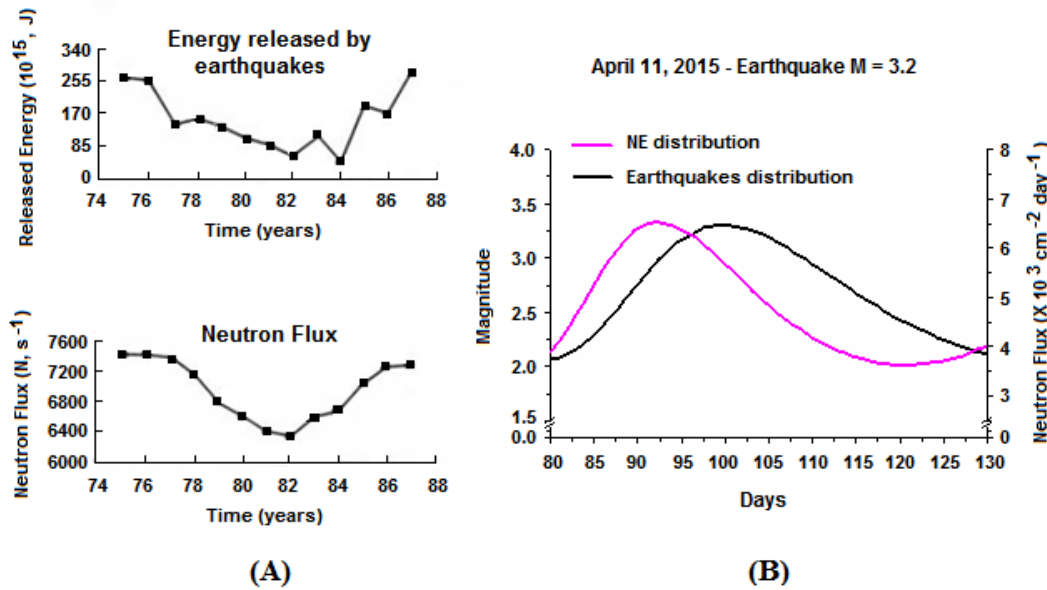 Energy released by
earthquakes
Released Energy (10 15, J)
340
255
170
85
0
74 76 78 80 82 84 86 88
Time (years)
Neutron Flux
Neutron Flux (N, s−1)
7600
7200
6800
6400
6000
74 76 78 80 82 84 86 88
Time (years)
(A)
April 11, 2015 - Earthquake M = 3.2
NE distribution
Earthquakes distribution
Magnitude
4.0
3.5
3.0
2.5
2.0
1.5
0.0
Neutron Flux (X 10 3 cm−2 day−1)
8
7
6
5
4
3
0
80 85 90 95 100 105 110 115 120 125 130
Days
(B)